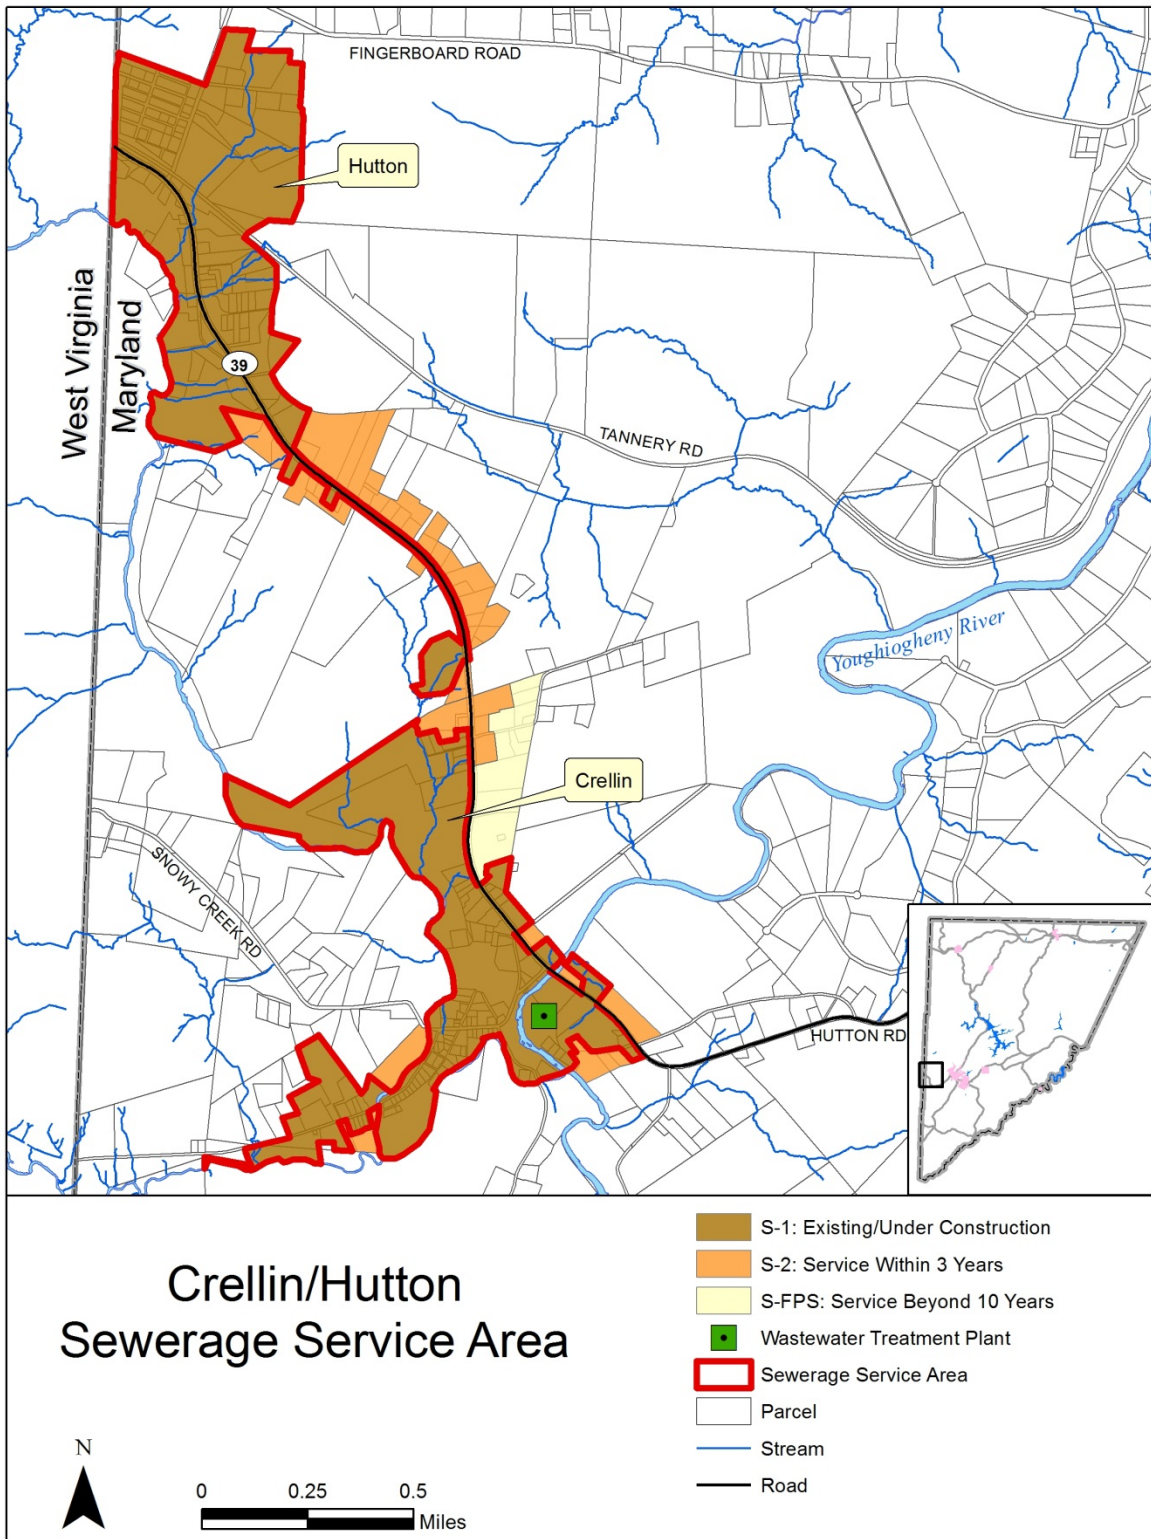 FINGERBOARD ROAD
Hutton
West Virginia
Maryland
39
TANNERY RD
Youghiogheny River
Crellin
SNOWY CREEK RD
HUTTON RD
Crellin/Hutton
Sewerage Service Area
N
0 0.25 0.5
Miles
S-1: Existing/Under Construction
S-2: Service Within 3 Years
S-FPS: Service Beyond 10 Years
Wastewater Treatment Plant
Sewerage Service Area
Parcel
Stream
Road